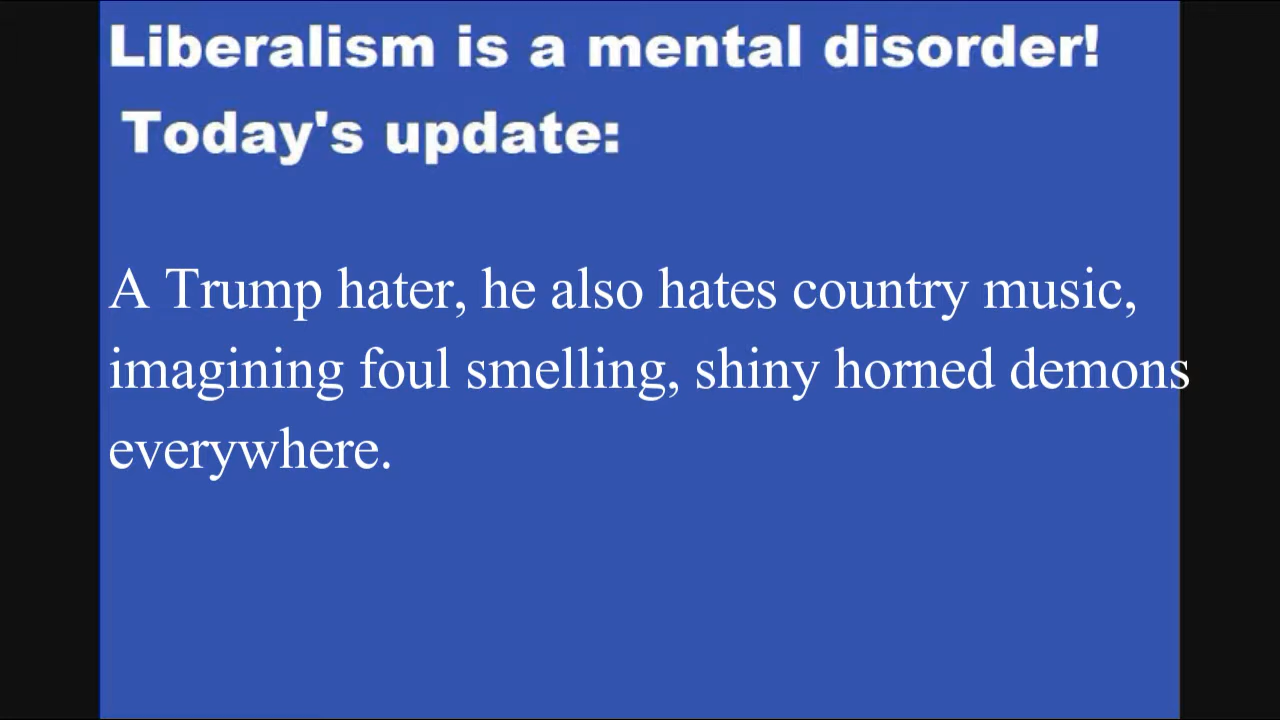 Liberalism is a mental disorder!
Today's update:
A Trump hater, he also hates country music,
imagining foul smelling, shiny horned demons
everywhere.